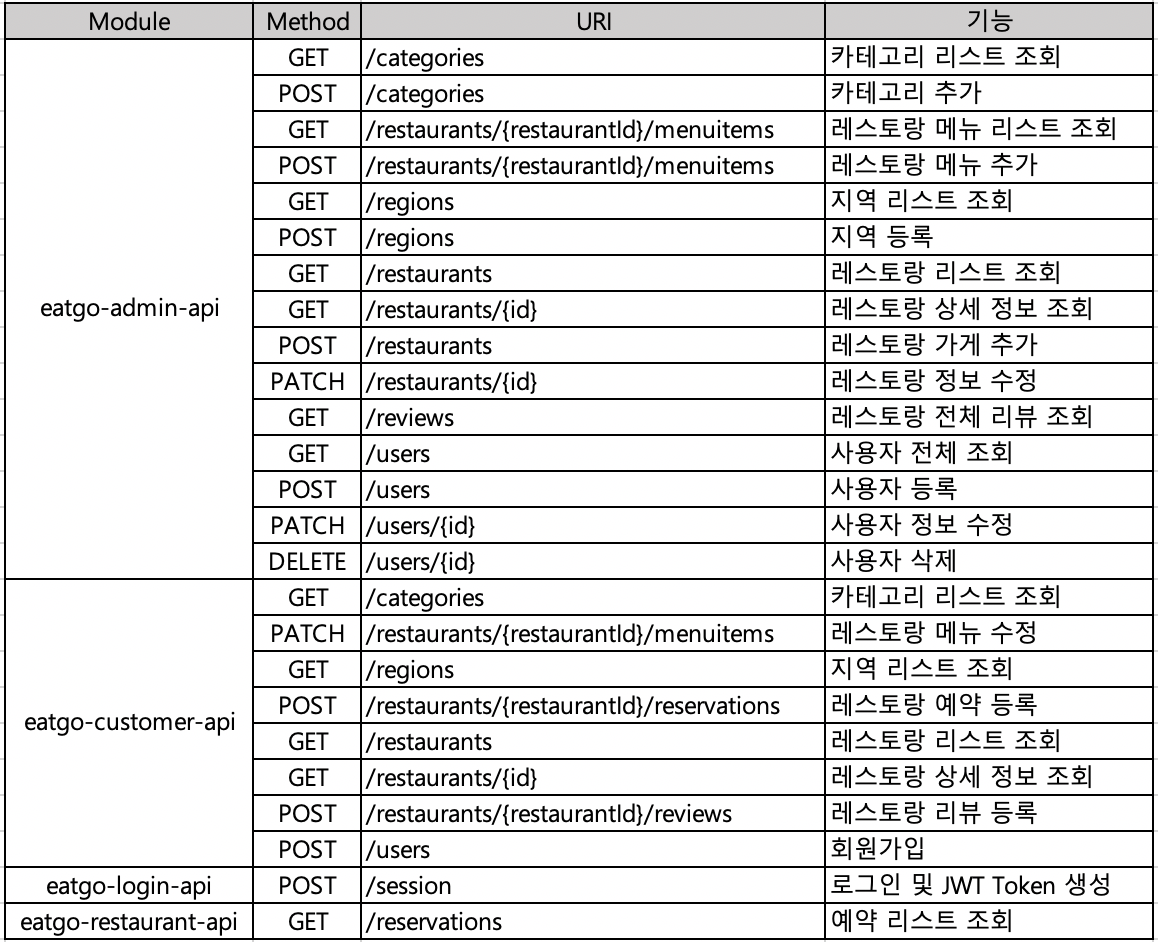 Module Method URI 기능
eatgo-admin-api
GET /categories 카테고리 리스트 조회
POST /categories 카테고리 추가
GET /restaurants/{restaurantId}/menuitems 레스토랑 메뉴 리스트 조회
POST /restaurants/{restaurantId}/menuitems 레스토랑 메뉴 추가
GET /regions 지역 리스트 조회
POST /regions 지역 등록
GET /restaurants 레스토랑 리스트 조회
GET /restaurants/{id} 레스토랑 상세 정보 조회
POST /restaurants 레스토랑 가게 추가
PATCH /restaurants/{id} 레스토랑 정보 수정
GET /reviews 레스토랑 전체 리뷰 조회
GET /users 사용자 전체 조회
POST /users 사용자 등록
PATCH /users/{id} 사용자 정보 수정
DELETE /users/{id} 사용자 삭제
eatgo-customer-api
GET /categories 카테고리 리스트 조회
PATCH /restaurants/{restaurantId}/menuitems 레스토랑 메뉴 수정
GET /regions 지역 리스트 조회
POST /restaurants/{restaurantId}/reservations 레스토랑 예약 등록
GET /restaurants 레스토랑 리스트 조회
GET /restaurants/{id} 레스토랑 상세 정보 조회
POST /restaurants/{restaurantId}/reviews 레스토랑 리뷰 등록
POST /users 회원가입
eatgo-login-api POST /session 로그인 및 JWT Token 생성
eatgo-restaurant-api GET /reservations 예약 리스트 조회